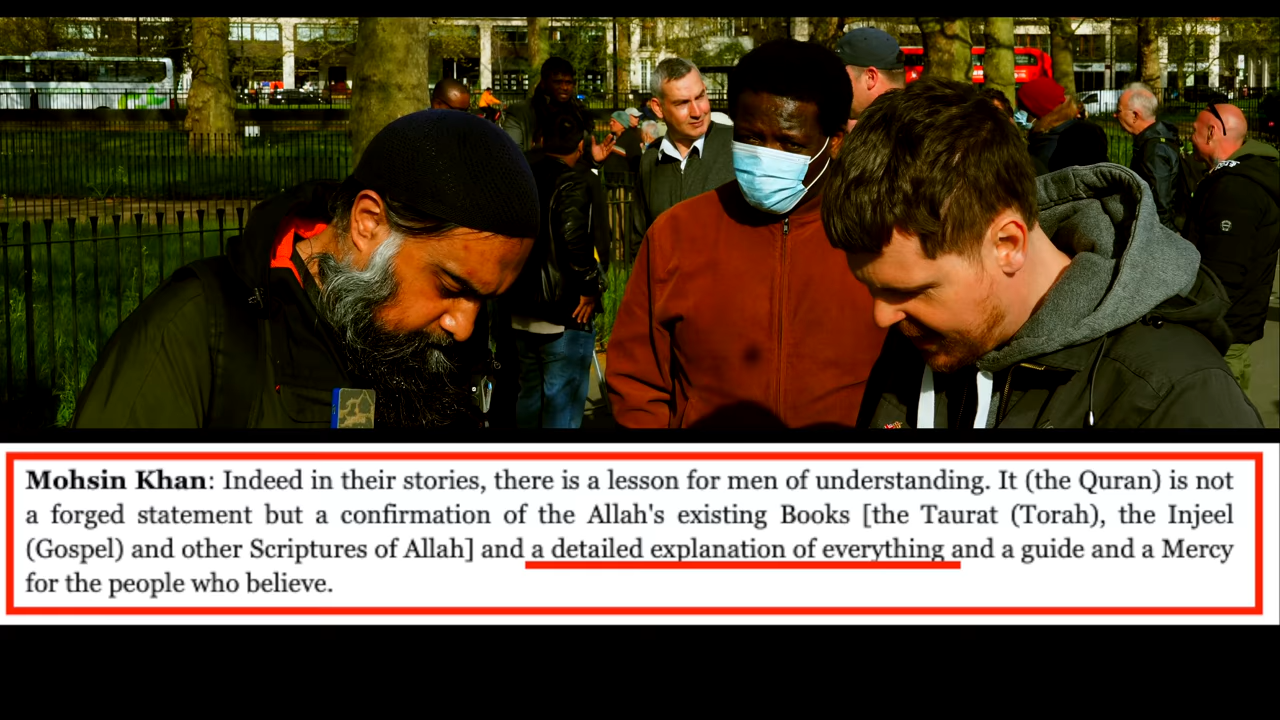 Mohsin Khan: Indeed in their stories, there is a lesson for men of understanding. It (the Quran) is not
a forged statement but a confirmation of the Allah's existing Books [the Taurat (Torah), the Injeel
(Gospel) and other Scriptures of Allah] and a detailed explanation of everything and a guide and a Mercy
for the people who believe.